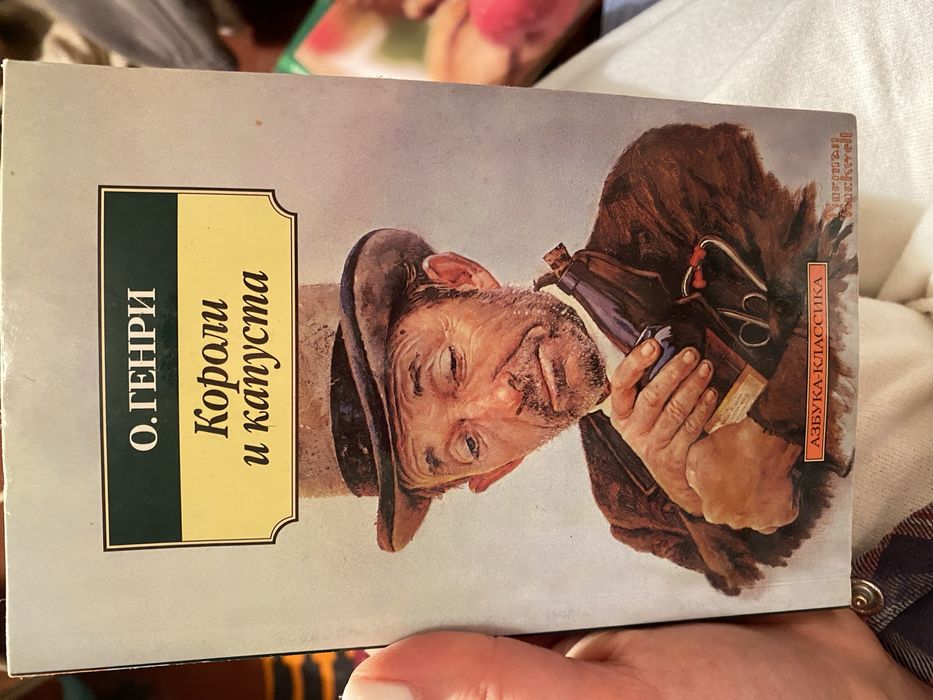 О. ГЕНРИ
Короли
и капуста
Norman
Rockwell
АЗБУКА-КЛАССИКА